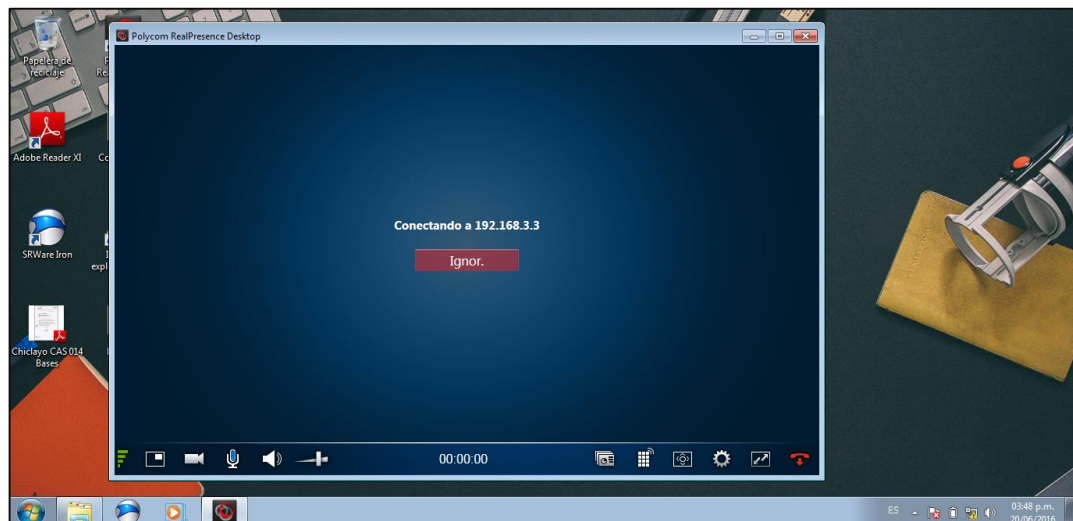 Polycom RealPresence Desktop
Papelera de
reciclaje
Adobe Reader XI
SRWare Iron
Chiclayo CAS 014
Bases
Conectando a 192.168.3.3
Ignor.
00:00:00
ES
03:48 p.m.
20/06/2016